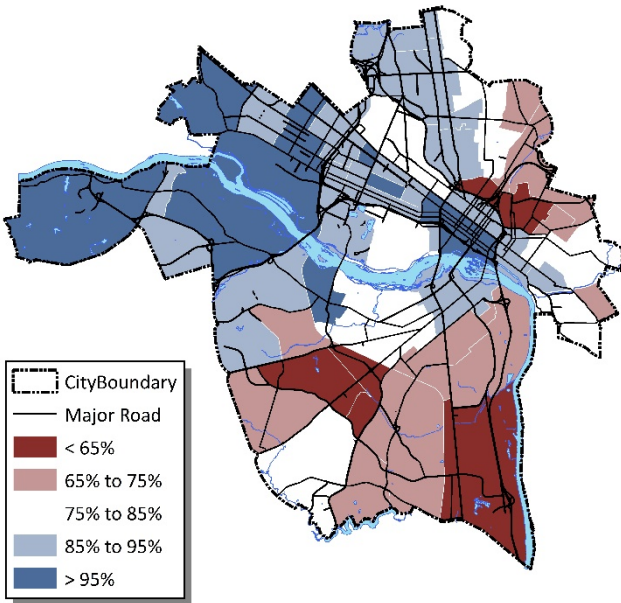 CityBoundary
Major Road
< 65%
65% to 75%
75% to 85%
85% to 95%
> 95%